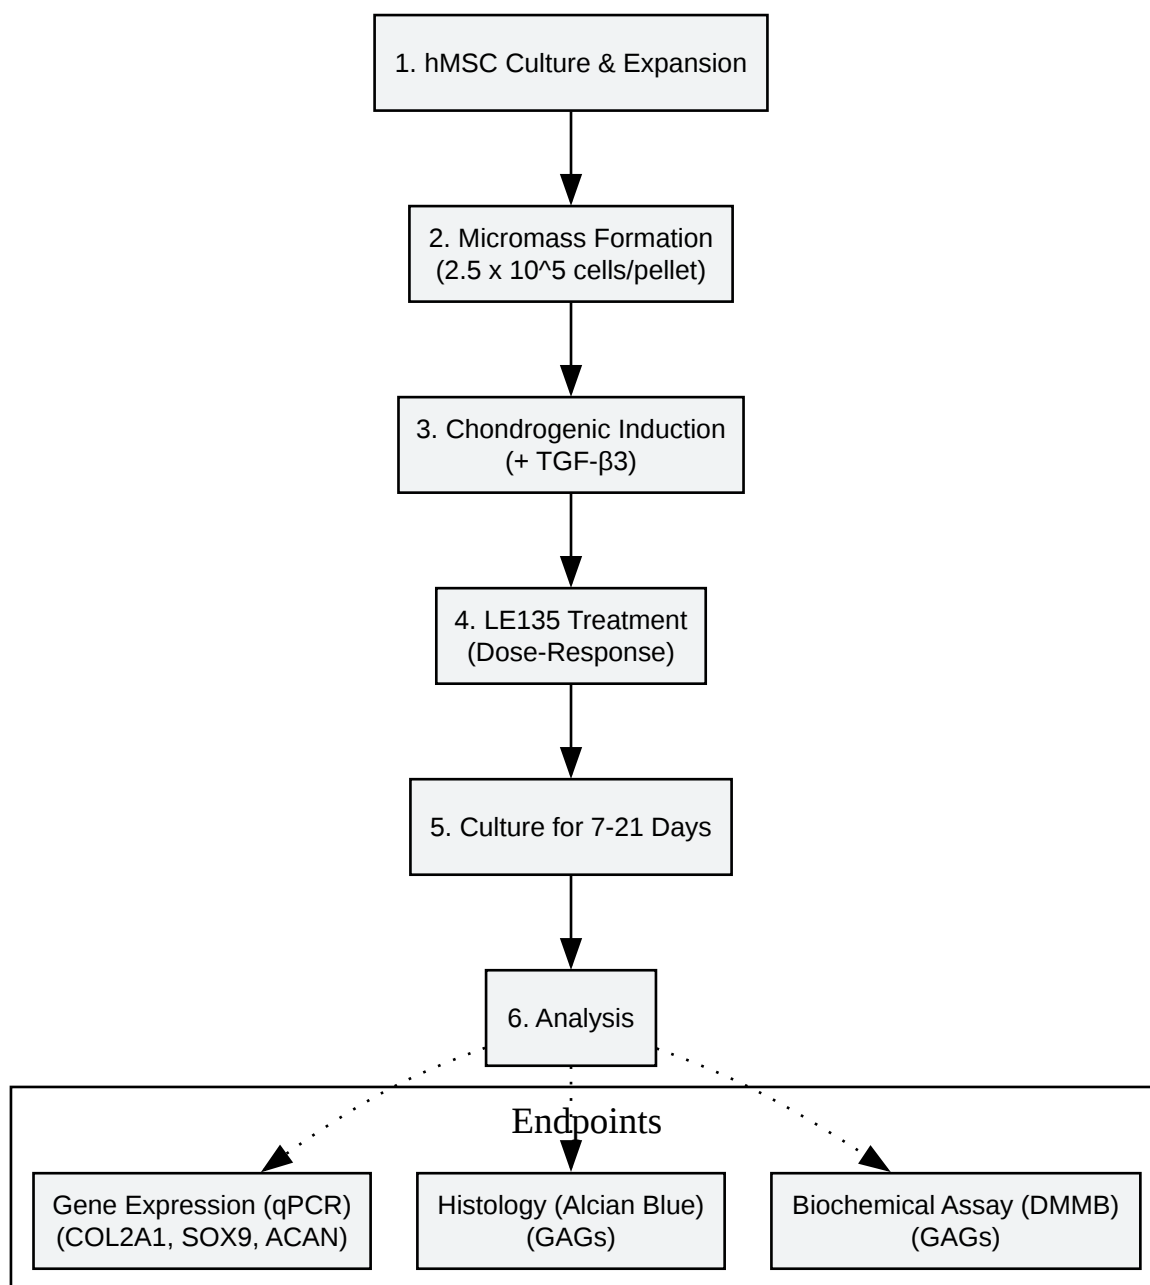 1. hMSC Culture & Expansion
2. Micromass Formation
(2.5 x 10^5 cells/pellet)
3. Chondrogenic Induction
(+ TGF-β3)
4. LE135 Treatment
(Dose-Response)
5. Culture for 7-21 Days
6. Analysis
Endpoints
Gene Expression (qPCR)
(COL2A1, SOX9, ACAN)
Histology (Alcian Blue)
(GAGs)
Biochemical Assay (DMMB)
(GAGs)